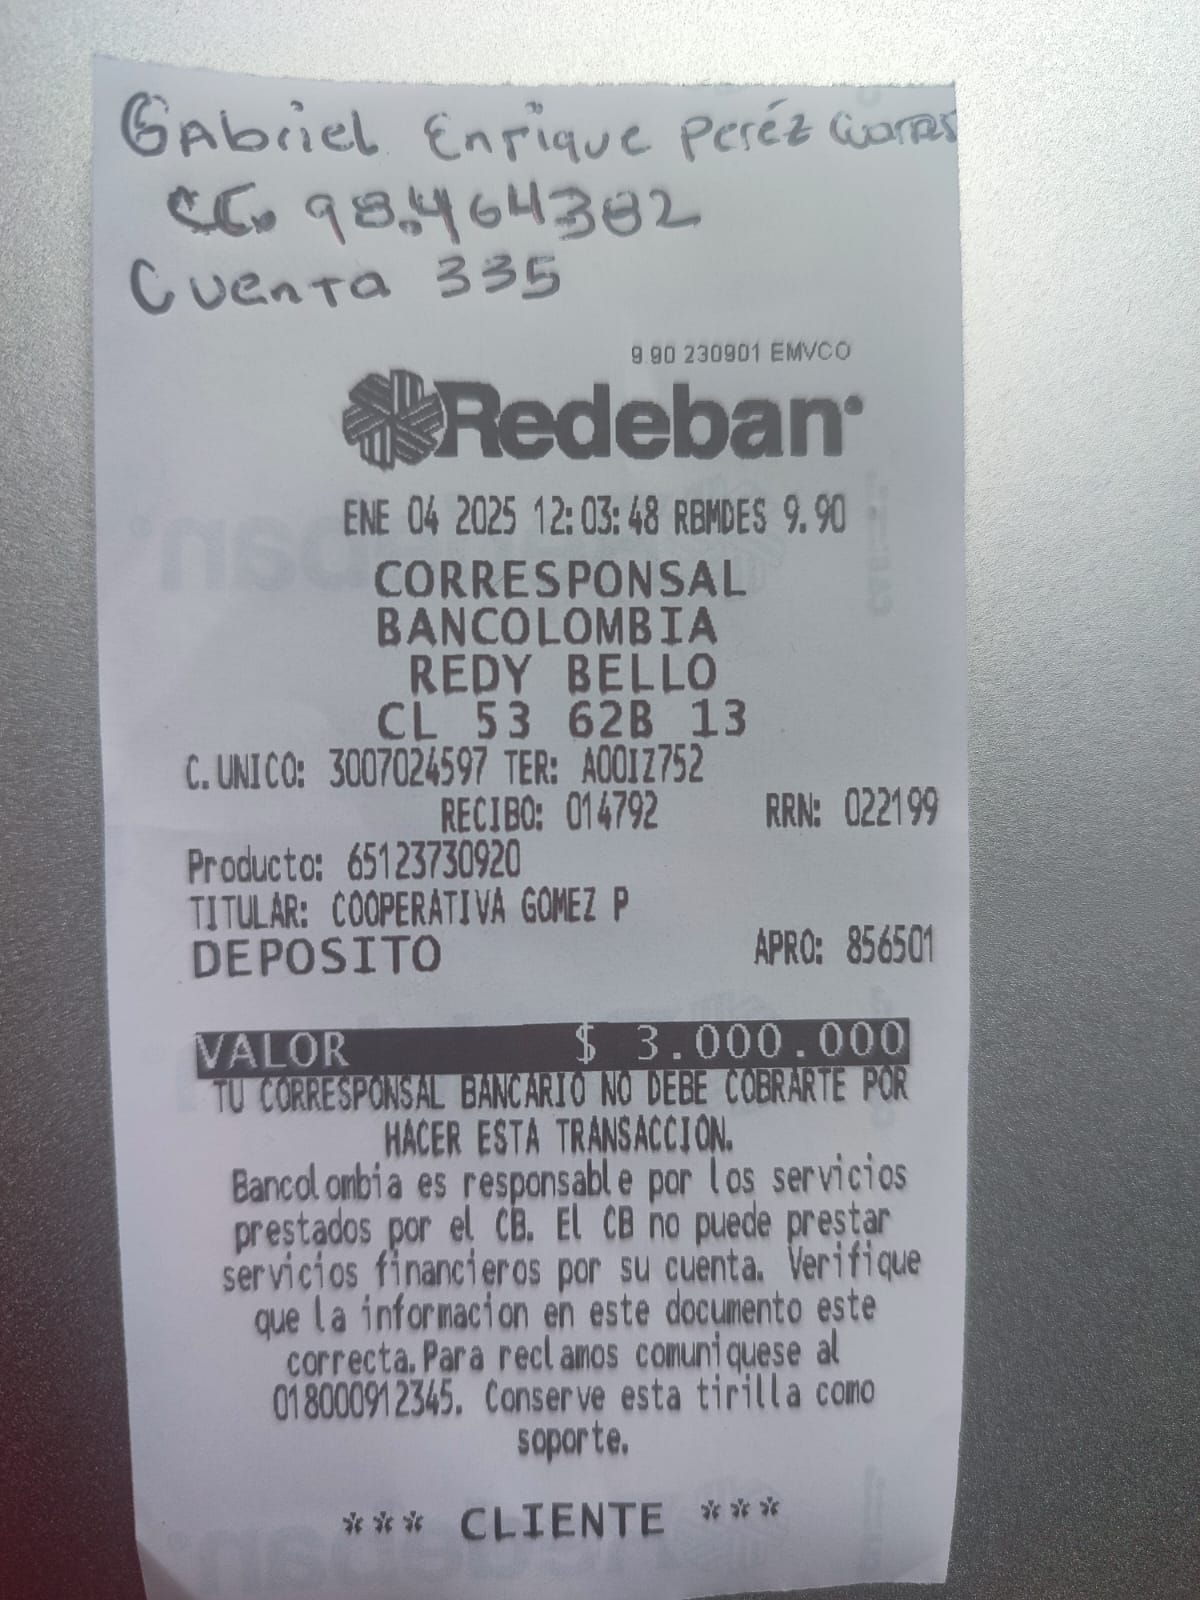 Gabriel Enrique Peréz
CC. 98.464382
Cuenta 335
9.90 230901 EMVCO
Redeban
ENE 04 2025 12:03:48 RBMDES 9.90
CORRESPONSAL
BANCOLOMBIA
REDY BELLO
CL 53 62B 13
C. UNICO: 3007024597 TER: A00IZ752
RECIBO: 014792 RRN: 022199
Producto: 65123730920
TITULAR: COOPERATIVA GOMEZ P
DEPOSITO APRO: 856501
VALOR $ 3.000.000
TU CORRESPONSAL BANCARIO NO DEBE COBRARTE POR
HACER ESTA TRANSACCION.
Bancolombia es responsable por los servicios
prestados por el CB. El CB no puede prestar
servicios financieros por su cuenta. Verifique
que la informacion en este documento este
correcta. Para reclamos comuniquese al
018000912345. Conserve esta tirilla como
soporte.
*** CLIENTE ***